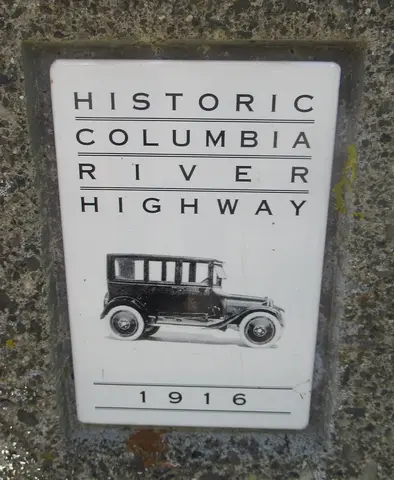 HISTORIC
COLUMBIA
RIVER
HIGHWAY
1916